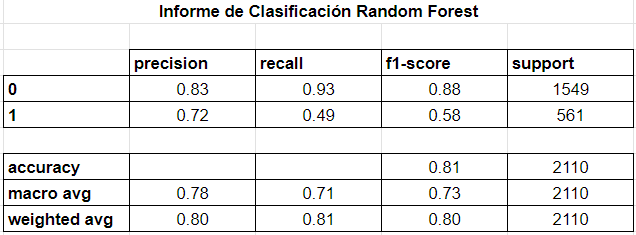 Informe de Clasificación Random Forest
precision recall f1-score support
0 0.83 0.93 0.88 1549
1 0.72 0.49 0.58 561
accuracy 0.81 2110
macro avg 0.78 0.71 0.73 2110
weighted avg 0.80 0.81 0.80 2110